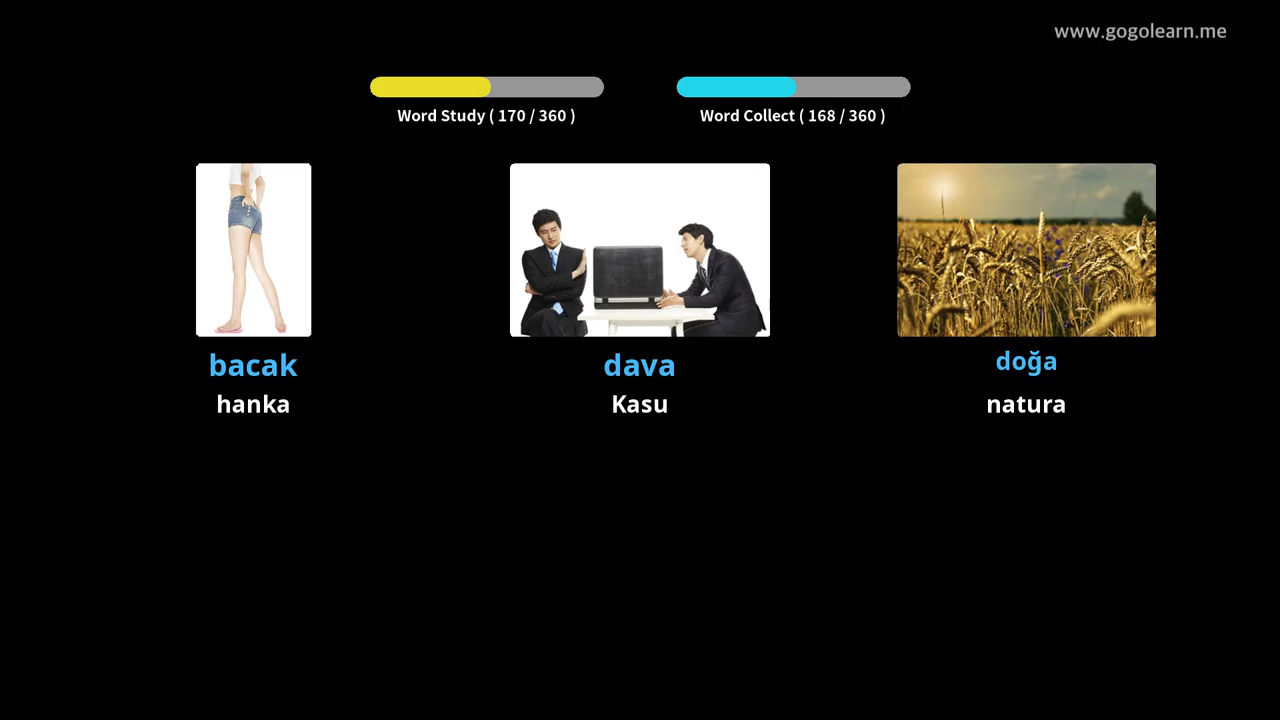 www.gogolearn.me
Word Study ( 170 / 360 )
Word Collect ( 168 / 360 )
bacak
dava
doğa
hanka
Kasu
natura